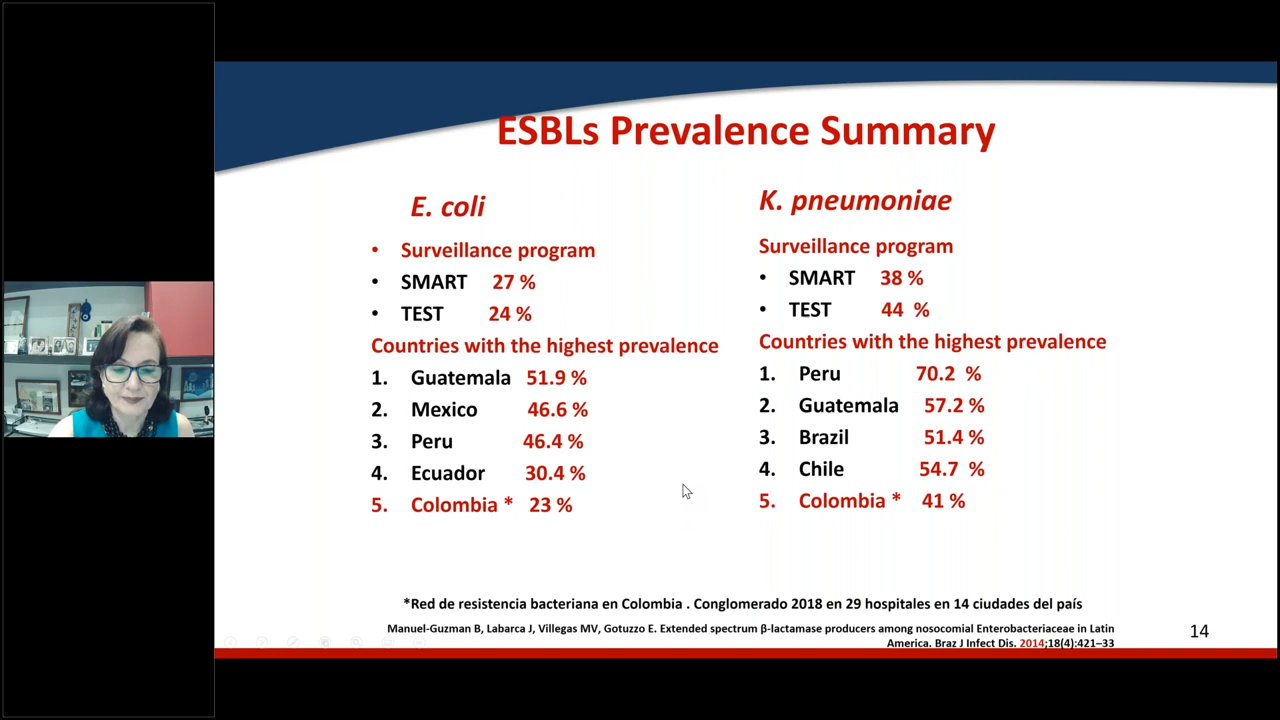 ESBLs Prevalence Summary
E. coli
• Surveillance program
• SMART 27 %
• TEST 24 %
Countries with the highest prevalence
1. Guatemala 51.9 %
2. Mexico 46.6 %
3. Peru 46.4 %
4. Ecuador 30.4 %
5. Colombia * 23 %
K. pneumoniae
Surveillance program
• SMART 38 %
• TEST 44 %
Countries with the highest prevalence
1. Peru 70.2 %
2. Guatemala 57.2 %
3. Brazil 51.4 %
4. Chile 54.7 %
5. Colombia * 41 %
*Red de resistencia bacteriana en Colombia . Conglomerado 2018 en 29 hospitales en 14 ciudades del país
Manuel-Guzman B, Labarca J, Villegas MV, Gotuzzo E. Extended spectrum β-lactamase producers among nosocomial Enterobacteriaceae in Latin
America. Braz J Infect Dis. 2014;18(4):421–33
14